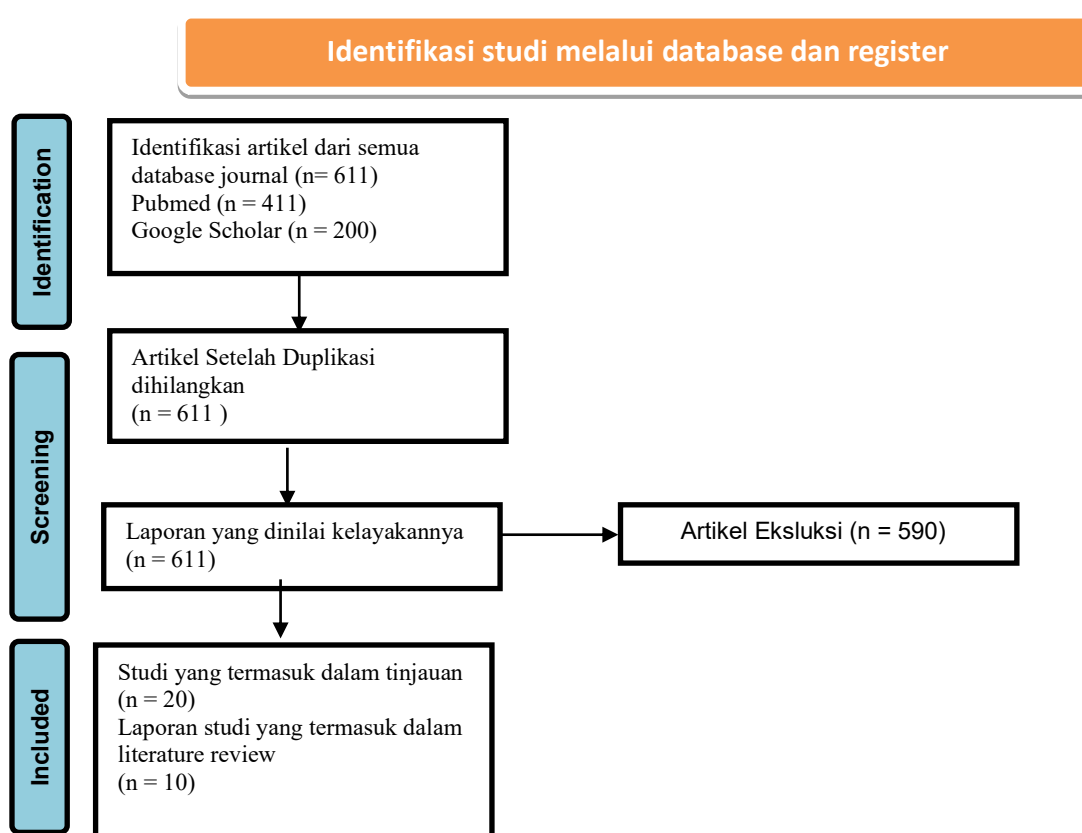 Identifikasi studi melalui database dan register
Identification
Identifikasi artikel dari semua
database journal (n= 611)
Pubmed (n = 411)
Google Scholar (n = 200)
Screening
Artikel Setelah Duplikasi
dihilangkan
(n = 611 )
Laporan yang dinilai kelayakannya
(n = 611)
Artikel Eksluksi (n = 590)
Included
Studi yang termasuk dalam tinjauan
(n = 20)
Laporan studi yang termasuk dalam
literature review
(n = 10)